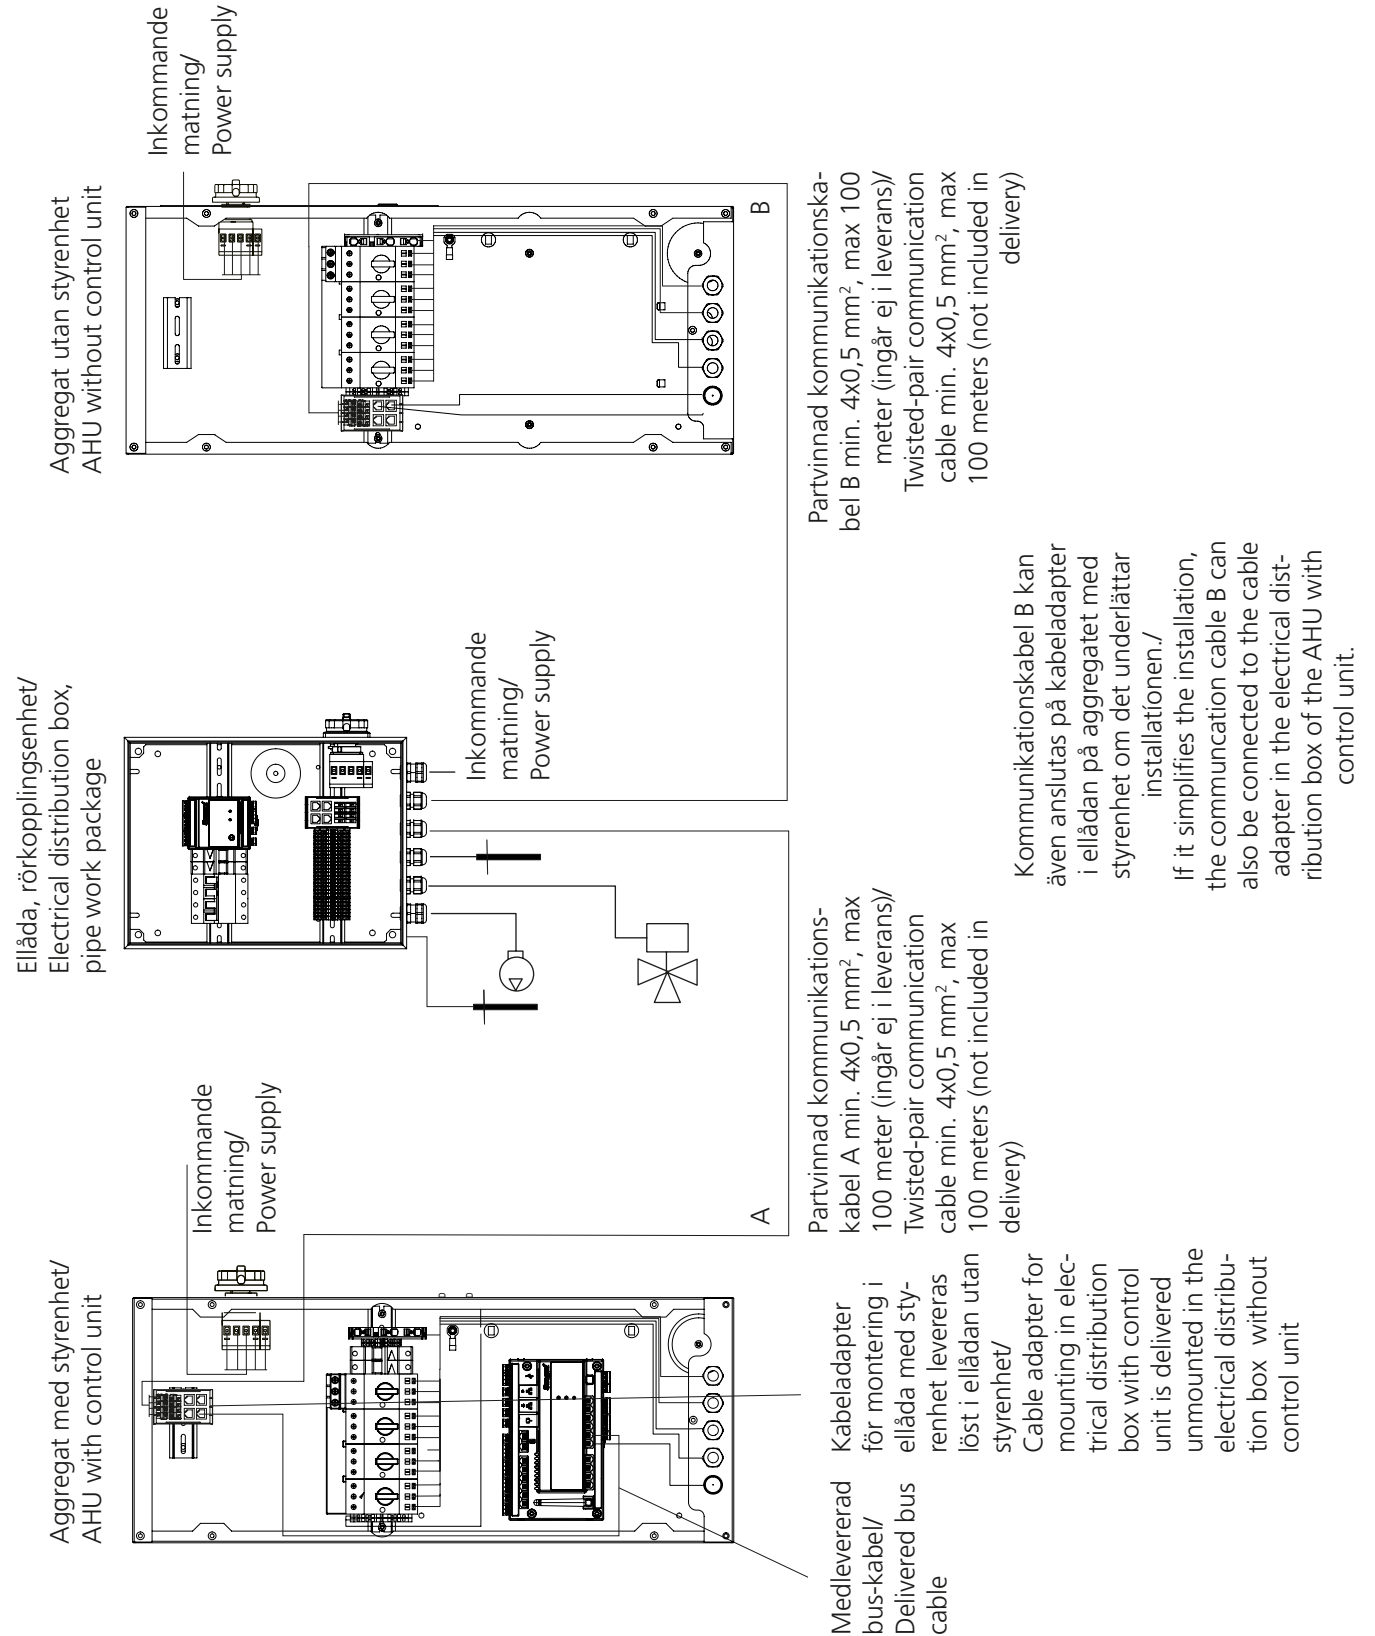 Aggregat med styrenhet/
AHU with control unit
Inkommande
matning/
Power supply
Ellåda, rörkopplingsenhet/
Electrical distribution box,
pipe work package
Inkommande
matning/
Power supply
Aggregat utan styrenhet
AHU without control unit
Inkommande
matning/
Power supply
A
B
Medlevererad
bus-kabel/
Delivered bus
cable
Kabeladapter
för montering i
ellåda med sty-
renhet levereras
löst i ellådan utan
styrenhet/
Cable adapter for
mounting in elec-
trical distribution
box with control
unit is delivered
unmounted in the
electrical distribu-
tion box without
control unit
Partvinnad kommunikations-
kabel A min. 4x0,5 mm², max
100 meter (ingår ej i leverans)/
Twisted-pair communication
cable min. 4x0,5 mm², max
100 meters (not included in
delivery)
Kommunikationskabel B kan
även anslutas på kabeladapter
i ellådan på aggregatet med
styrenhet om det underlättar
installatíonen./
If it simplifies the installation,
the communcation cable B can
also be connected to the cable
adapter in the electrical dist-
ribution box of the AHU with
control unit.
Partvinnad kommunikationska-
bel B min. 4x0,5 mm², max 100
meter (ingår ej i leverans)/
Twisted-pair communication
cable min. 4x0,5 mm², max
100 meters (not included in
delivery)